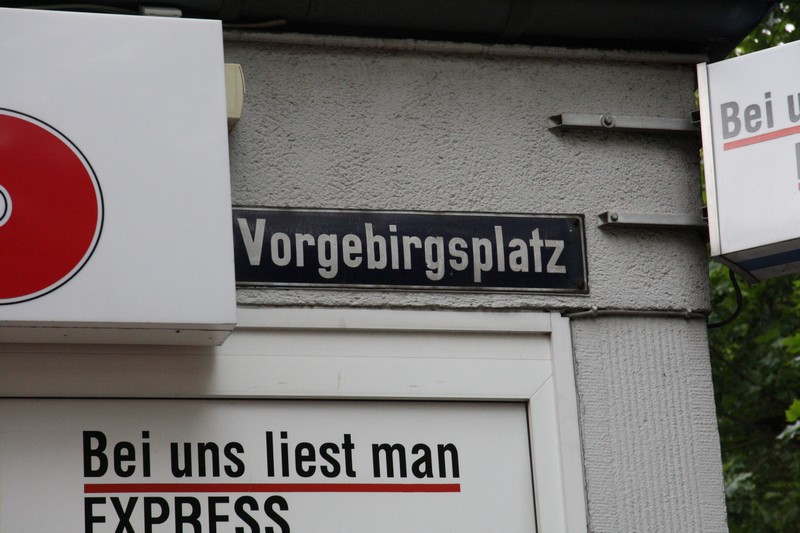 Vorgebirgsplatz
Bei uns liest man
EXPRESS
Bei